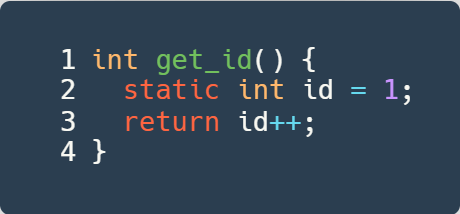 1 int get_id() {
2   static int id = 1;
3   return id++;
4 }